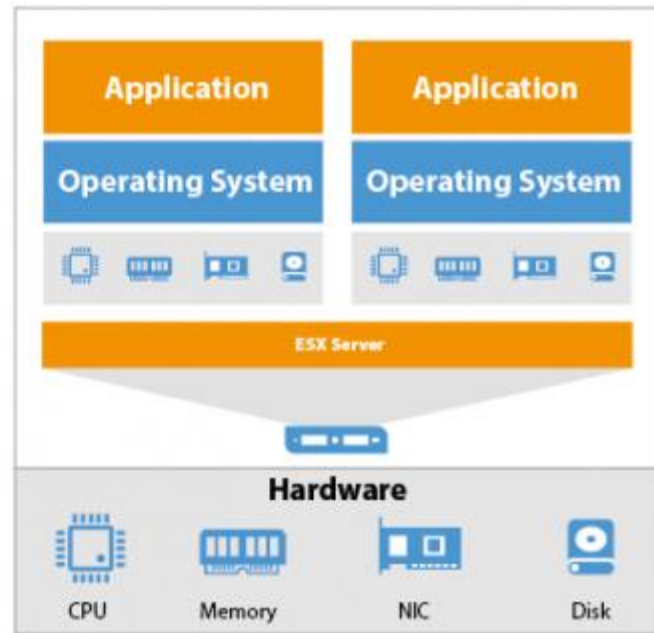 Application
Application
Operating System
Operating System
ESX Server
Hardware
CPU
Memory
NIC
Disk